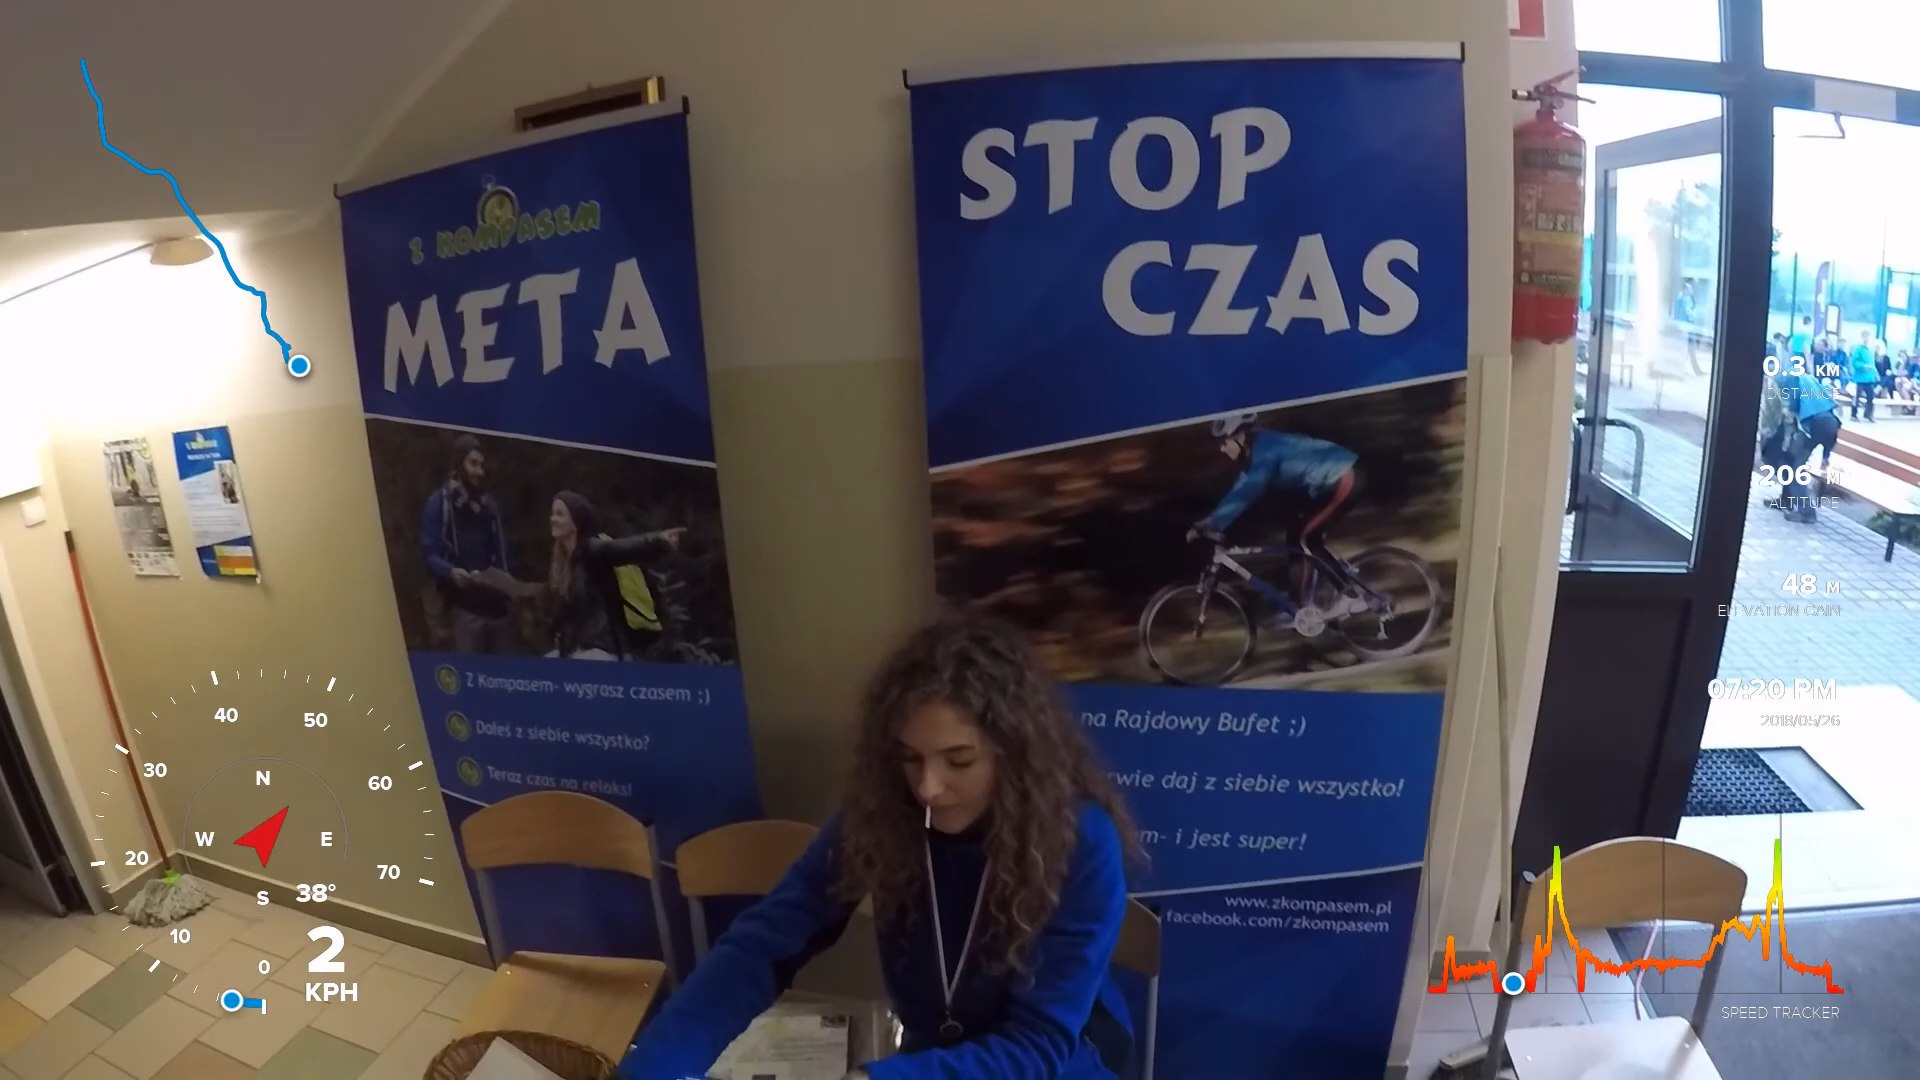 Z KOMPASEM
META
Z Kompasem- wygrasz czasem ;)
Dałeś z siebie wszystko?
Teraz czas na relaks!
STOP
CZAS
na Rajdowy Bufet ;)
daj z siebie wszystko!
i jest super!
www.zkompasem.pl
facebook.com/zkompasem
0.3 KM
DISTANCE
206 M
ALTITUDE
48 M
ELEVATION GAIN
07:20 PM
2018/05/26
SPEED TRACKER
0
10
20
30
40
50
60
70
N
W
E
S
38°
2
KPH